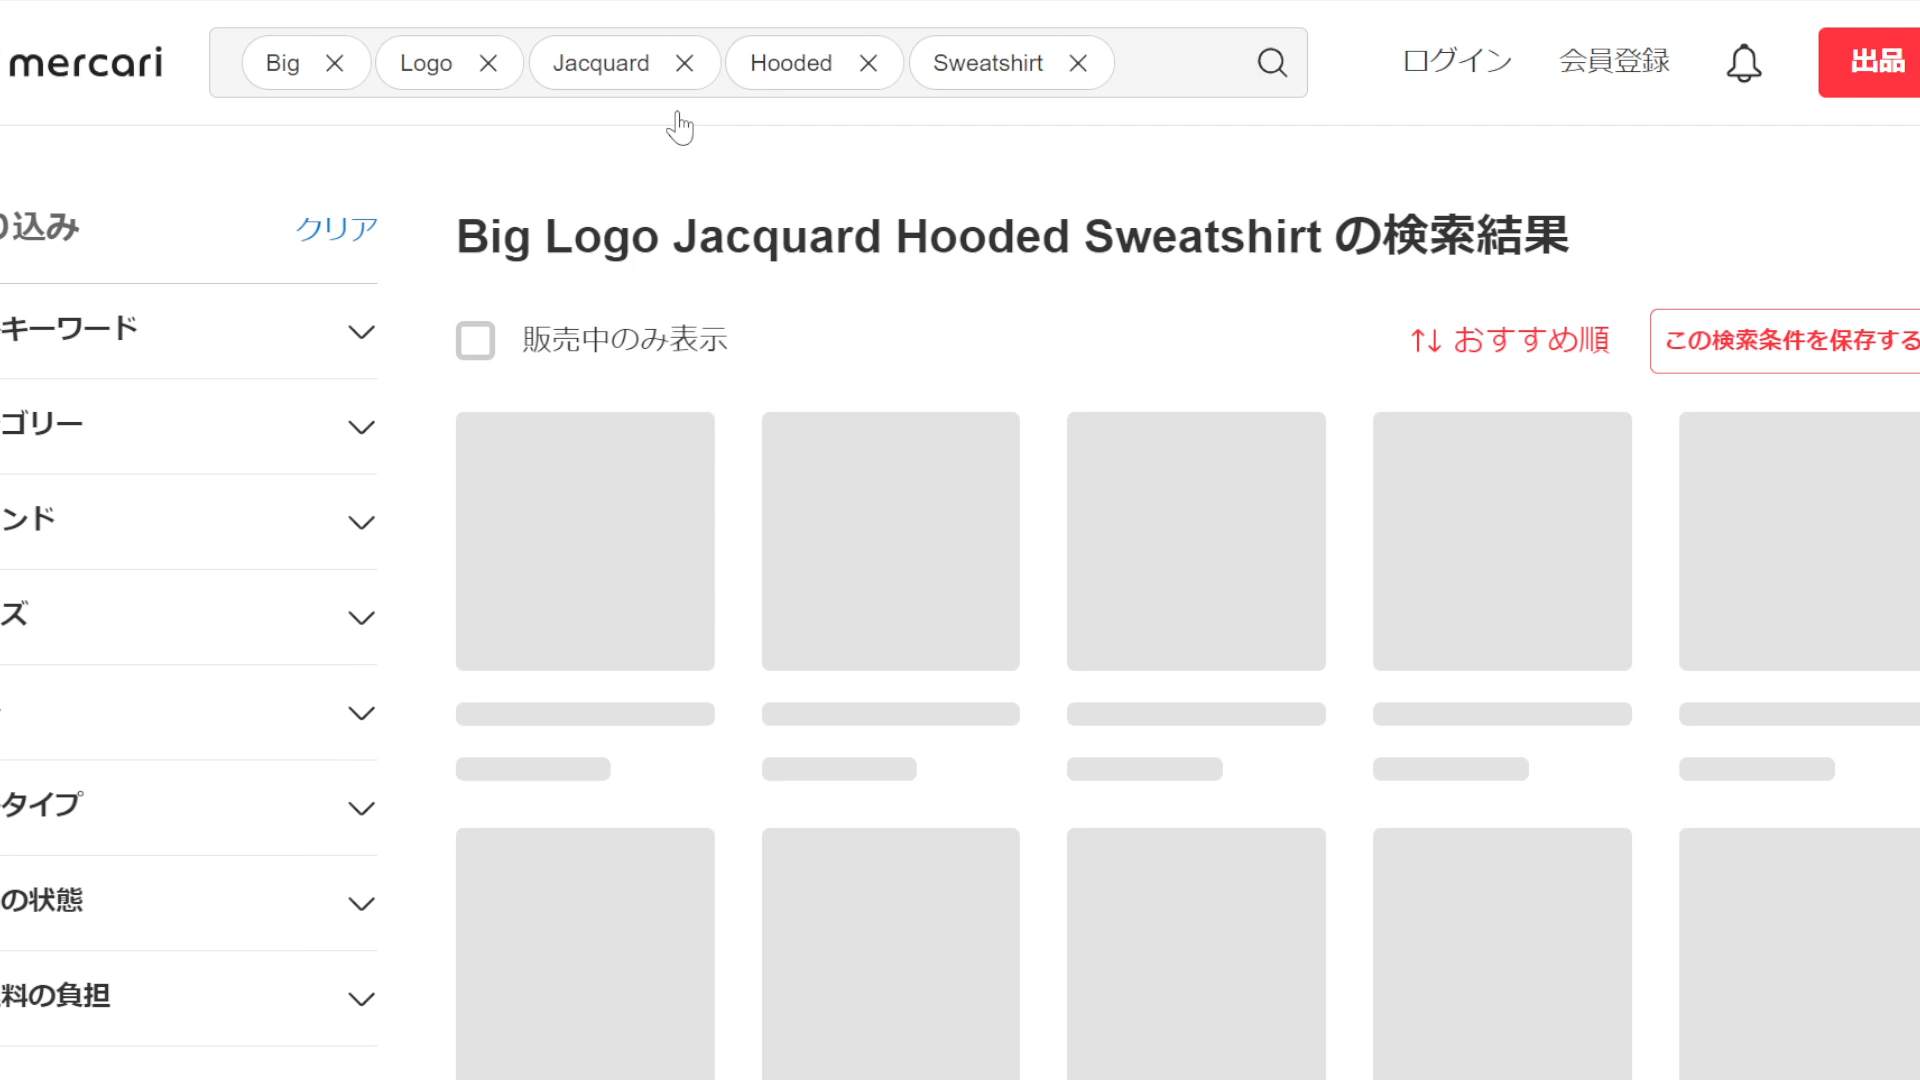 mercari
Big Logo Jacquard Hooded Sweatshirt
ログイン 会員登録 出品
り込み クリア
Big Logo Jacquard Hooded Sweatshirt の検索結果
販売中のみ表示 おすすめ順 この検索条件を保存する
キーワード
ゴリー
ンド
ズ
タイプ
の状態
料の負担